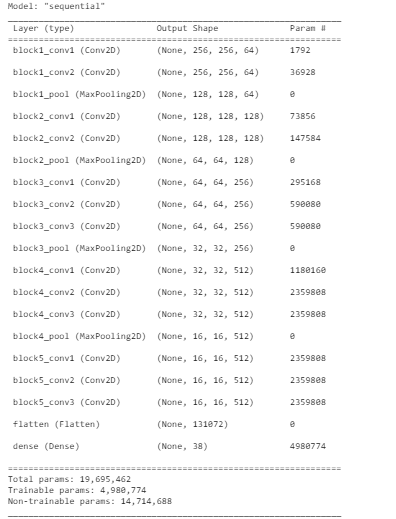 Model: "sequential"
Layer (type) Output Shape Param #
block1_conv1 (Conv2D) (None, 256, 256, 64) 1792
block1_conv2 (Conv2D) (None, 256, 256, 64) 36928
block1_pool (MaxPooling2D) (None, 128, 128, 64) 0
block2_conv1 (Conv2D) (None, 128, 128, 128) 73856
block2_conv2 (Conv2D) (None, 128, 128, 128) 147584
block2_pool (MaxPooling2D) (None, 64, 64, 128) 0
block3_conv1 (Conv2D) (None, 64, 64, 256) 295168
block3_conv2 (Conv2D) (None, 64, 64, 256) 590080
block3_conv3 (Conv2D) (None, 64, 64, 256) 590080
block3_pool (MaxPooling2D) (None, 32, 32, 256) 0
block4_conv1 (Conv2D) (None, 32, 32, 512) 1180160
block4_conv2 (Conv2D) (None, 32, 32, 512) 2359808
block4_conv3 (Conv2D) (None, 32, 32, 512) 2359808
block4_pool (MaxPooling2D) (None, 16, 16, 512) 0
block5_conv1 (Conv2D) (None, 16, 16, 512) 2359808
block5_conv2 (Conv2D) (None, 16, 16, 512) 2359808
block5_conv3 (Conv2D) (None, 16, 16, 512) 2359808
flatten (Flatten) (None, 131072) 0
dense (Dense) (None, 38) 4980774
Total params: 19,695,462
Trainable params: 4,980,774
Non-trainable params: 14,714,688